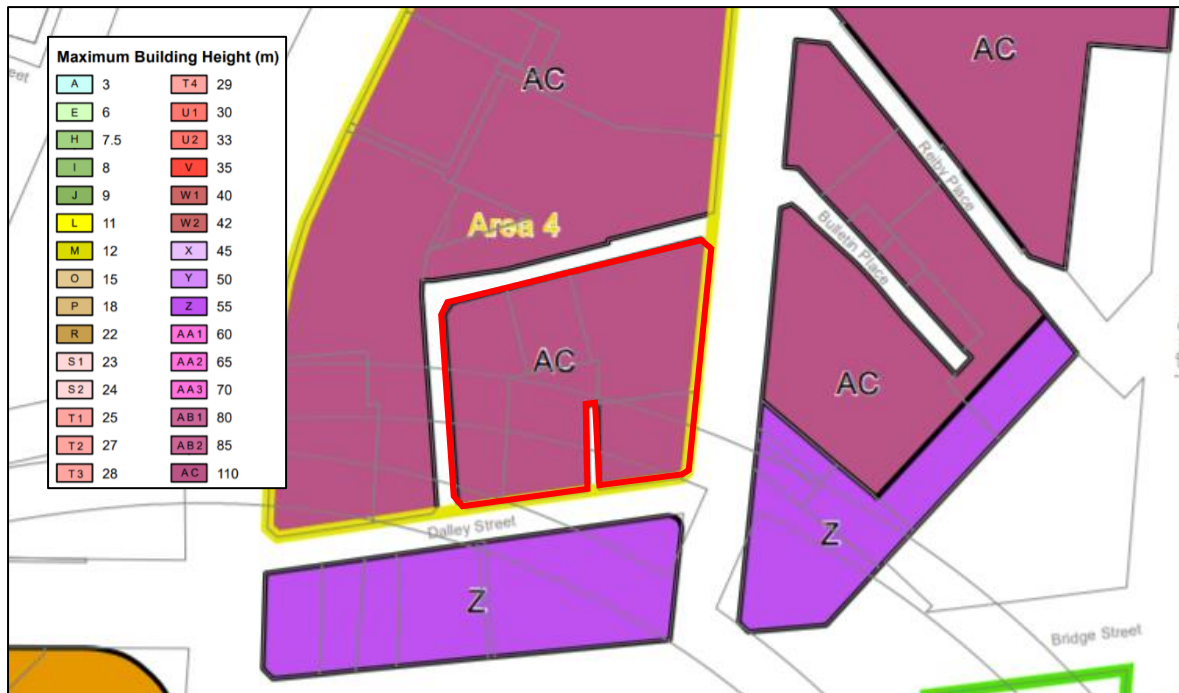 Maximum Building Height (m)
A 3
E 6
H 7.5
I 8
J 9
L 11
M 12
O 15
P 18
R 22
S1 23
S2 24
T1 25
T2 27
T3 28
T4 29
U1 30
U2 33
V 35
W1 40
W2 42
X 45
Y 50
Z 55
AA1 60
AA2 65
AA3 70
AB1 80
AB2 85
AC 110
AC
AC
Reiby Place
Area 4
Bulletin Place
AC
AC
Dalley Street
Z
Z
Bridge Street